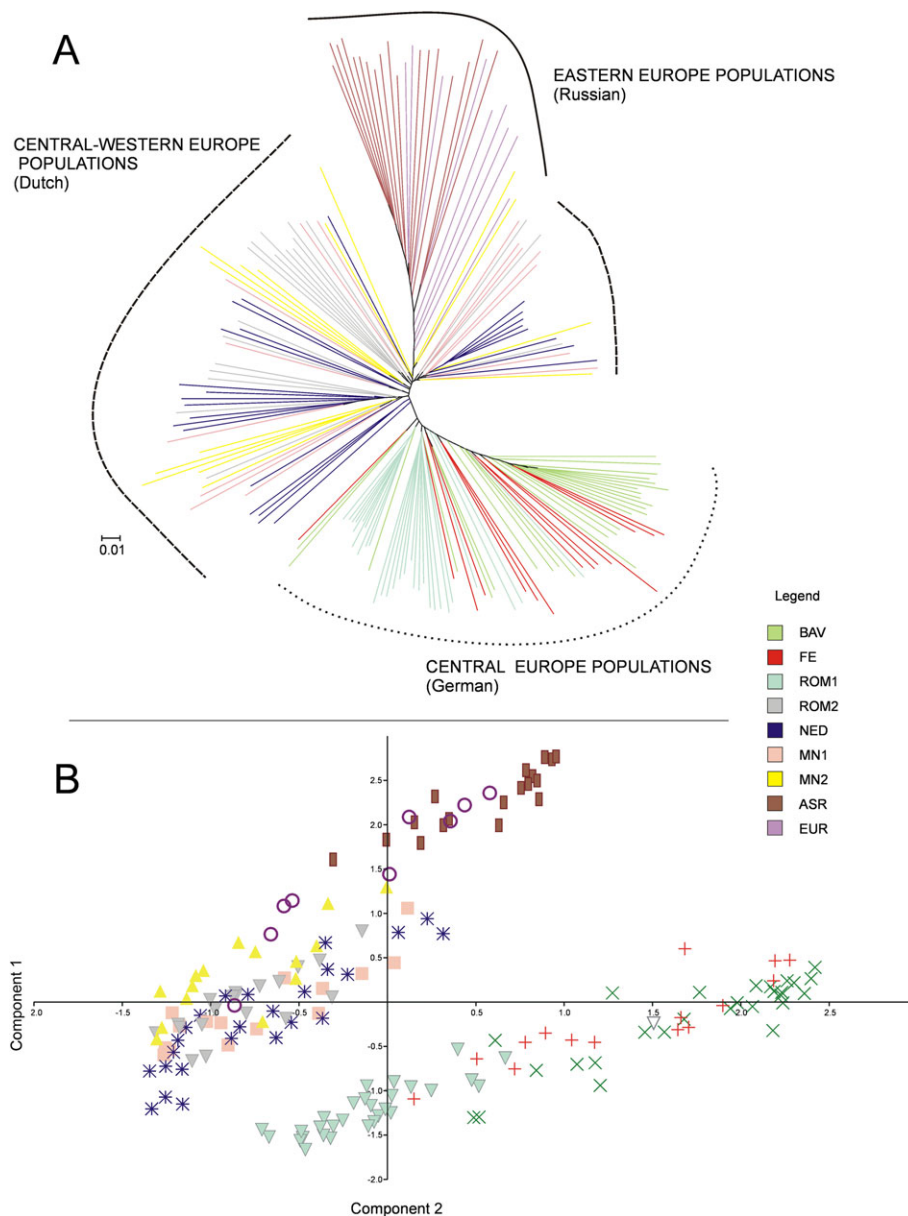 A
EASTERN EUROPE POPULATIONS
(Russian)
CENTRAL-WESTERN EUROPE
POPULATIONS
(Dutch)
0.01
CENTRAL EUROPE POPULATIONS
(German)
Legend
BAV
FE
ROM1
ROM2
NED
MN1
MN2
ASR
EUR
B
2.5
2.0
1.5
1.0
0.5
2.0
-1.5
-1.0
-0.5
0.5
1.0
1.5
2.0
2.5
-0.5
-1.0
-1.5
-2.0
Component 1
Component 2